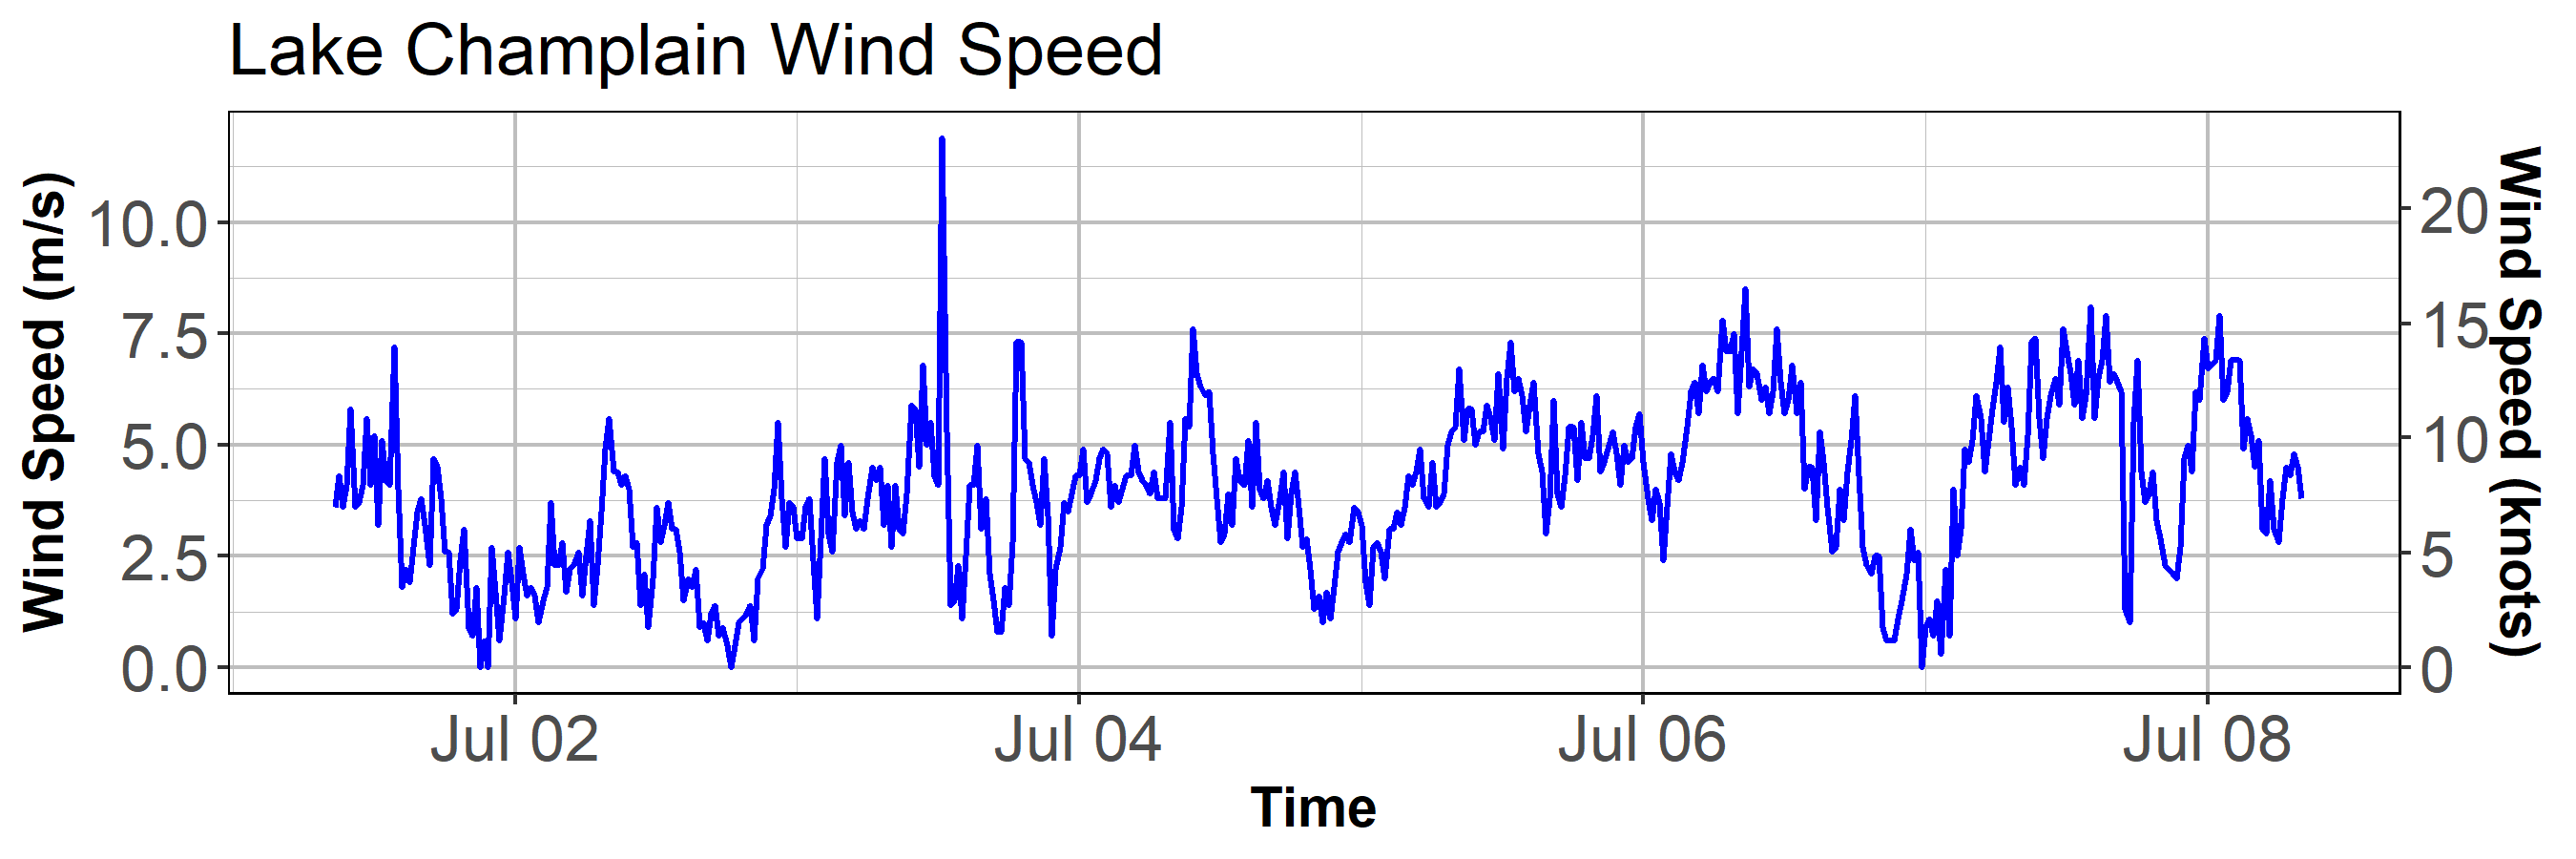 Lake Champlain Wind Speed
Wind Speed (m/s)
10.0
7.5
5.0
2.5
0.0
20
15
10
5
0
Wind Speed (knots)
Jul 02
Jul 04
Jul 06
Jul 08
Time